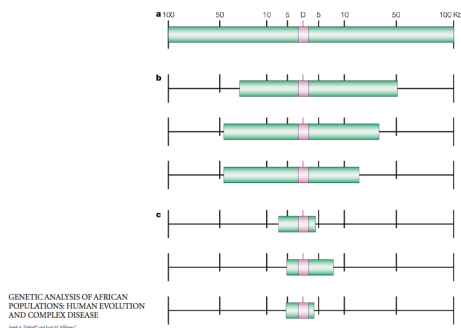 a 100 50 10 5 D 5 10 50 100 Kb
b
c
GENETIC ANALYSIS OF AFRICAN
POPULATIONS: HUMAN EVOLUTION
AND COMPLEX DISEASE